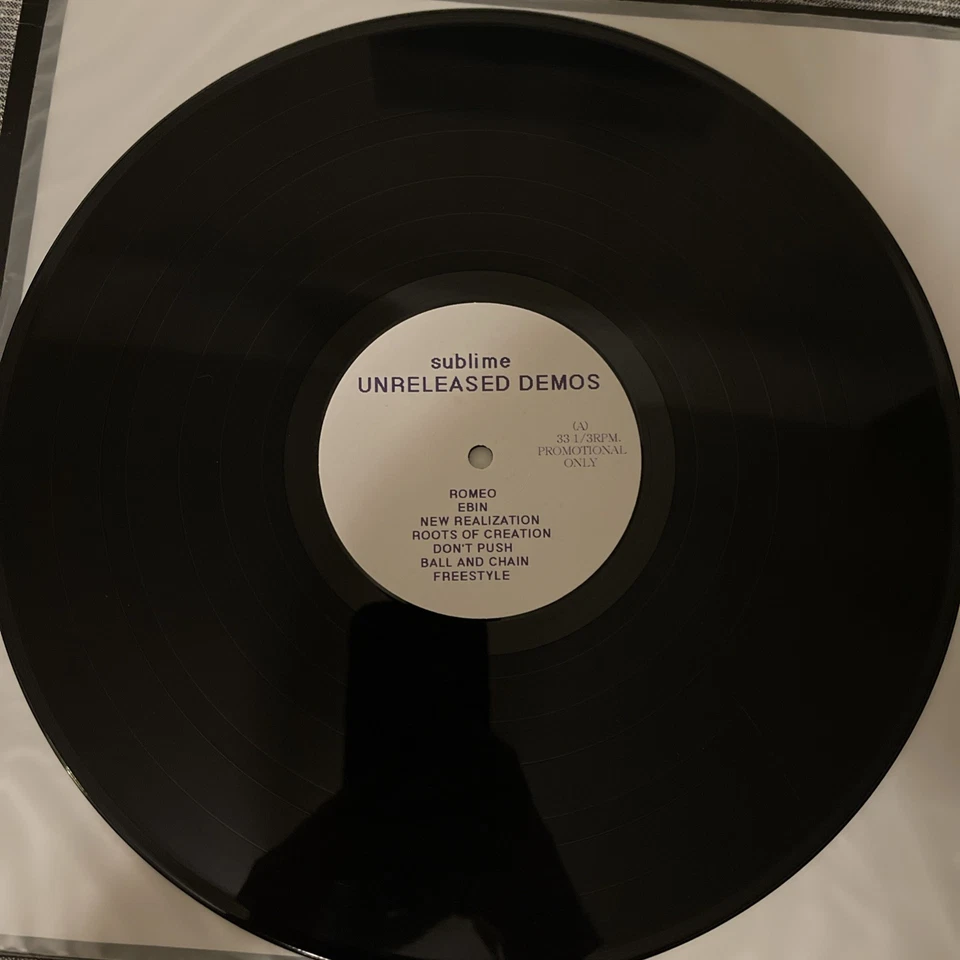 sublime
UNRELEASED DEMOS
(A)
33 1/3RPM.
PROMOTIONAL
ONLY
ROMEO
EBIN
NEW REALIZATION
ROOTS OF CREATION
DON'T PUSH
BALL AND CHAIN
FREESTYLE